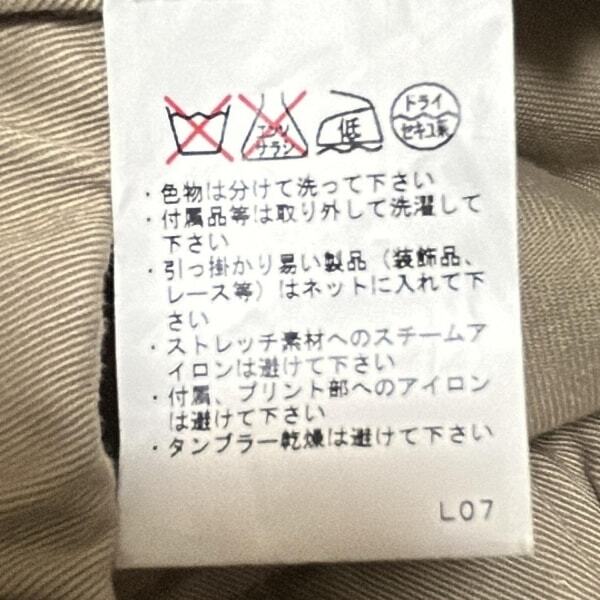 エンソ
サラシ
低
ドライ
セキユ系
・色物は分けて洗って下さい
・付属品等は取り外して洗濯して
下さい
・引っ掛かり易い製品（装飾品、
レース等）はネットに入れて下
さい
・ストレッチ素材へのスチームア
イロンは避けて下さい
・付属、プリント部へのアイロン
は避けて下さい
・タンブラー乾燥は避けて下さい
L07